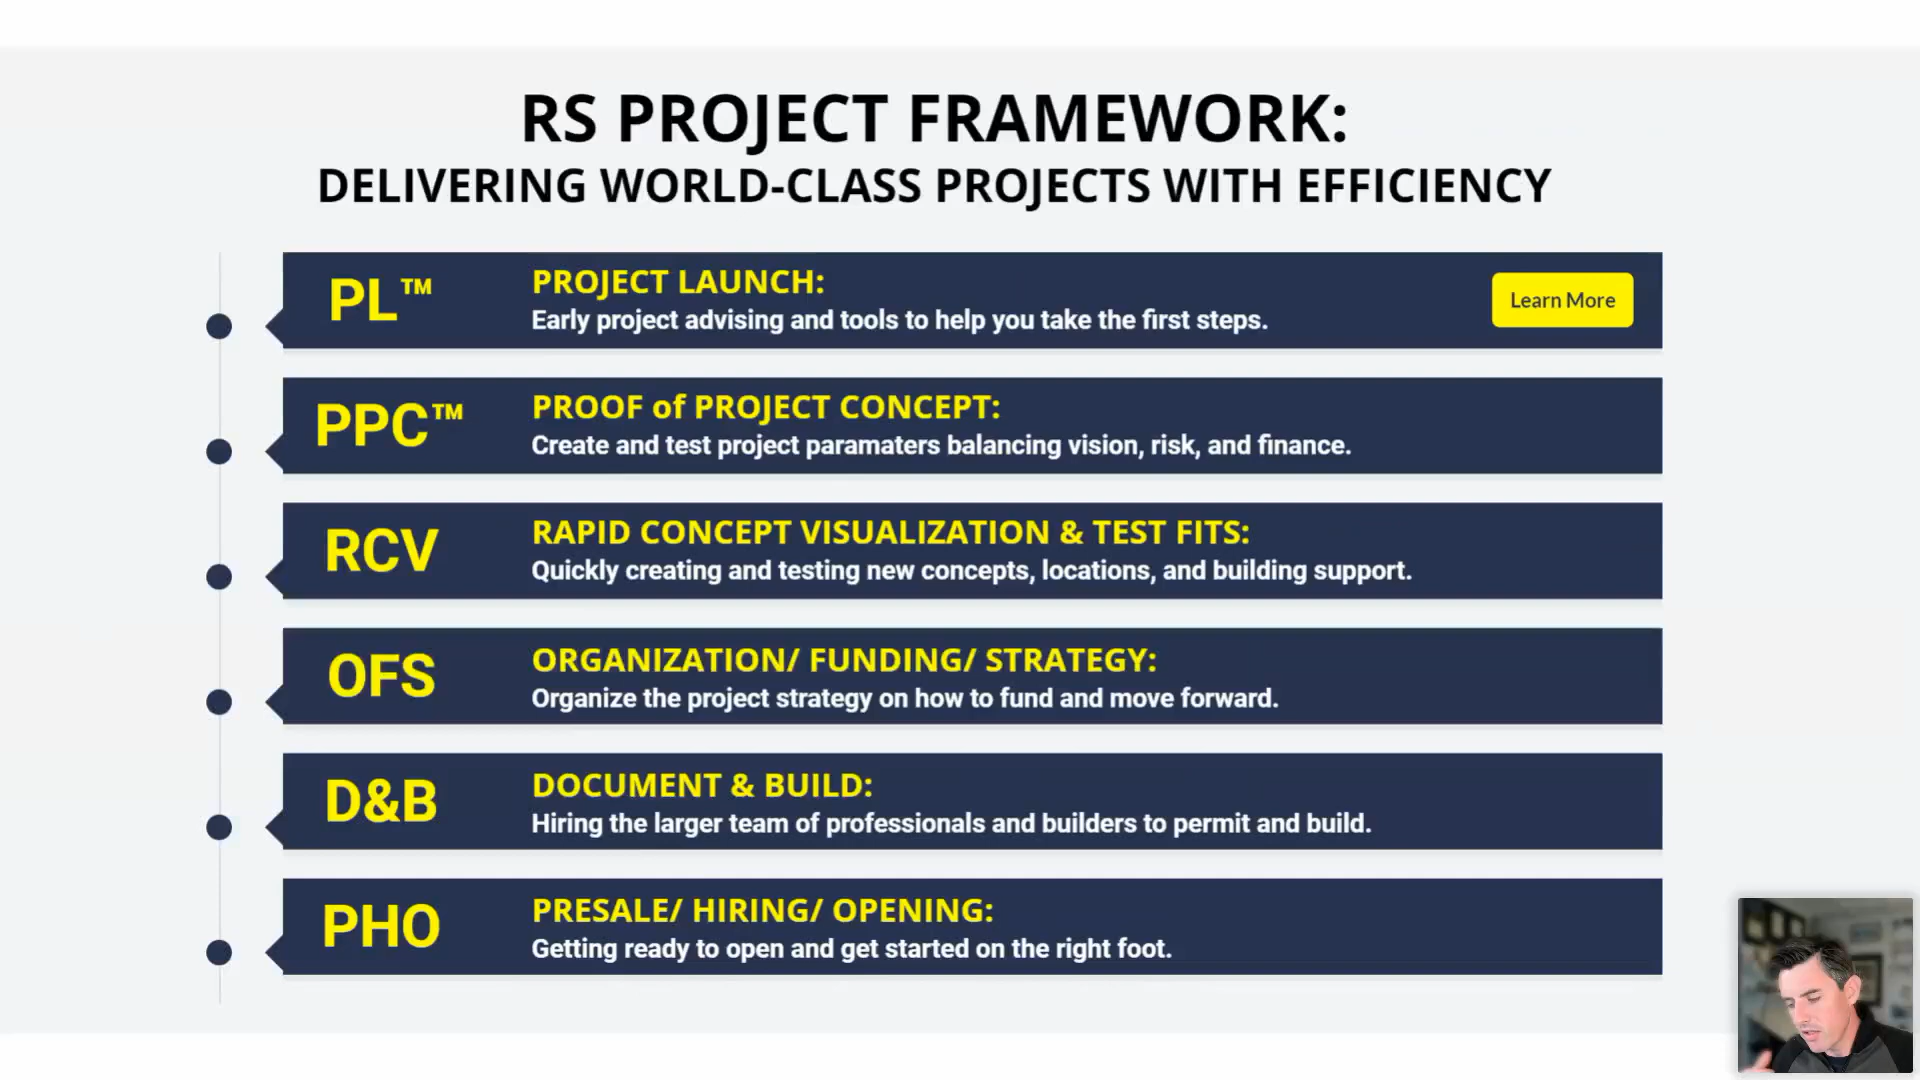 RS PROJECT FRAMEWORK:
DELIVERING WORLD-CLASS PROJECTS WITH EFFICIENCY
PL™
PROJECT LAUNCH:
Early project advising and tools to help you take the first steps.
Learn More
PPC™
PROOF of PROJECT CONCEPT:
Create and test project paramaters balancing vision, risk, and finance.
RCV
RAPID CONCEPT VISUALIZATION & TEST FITS:
Quickly creating and testing new concepts, locations, and building support.
OFS
ORGANIZATION/ FUNDING/ STRATEGY:
Organize the project strategy on how to fund and move forward.
D&B
DOCUMENT & BUILD:
Hiring the larger team of professionals and builders to permit and build.
PHO
PRESALE/ HIRING/ OPENING:
Getting ready to open and get started on the right foot.